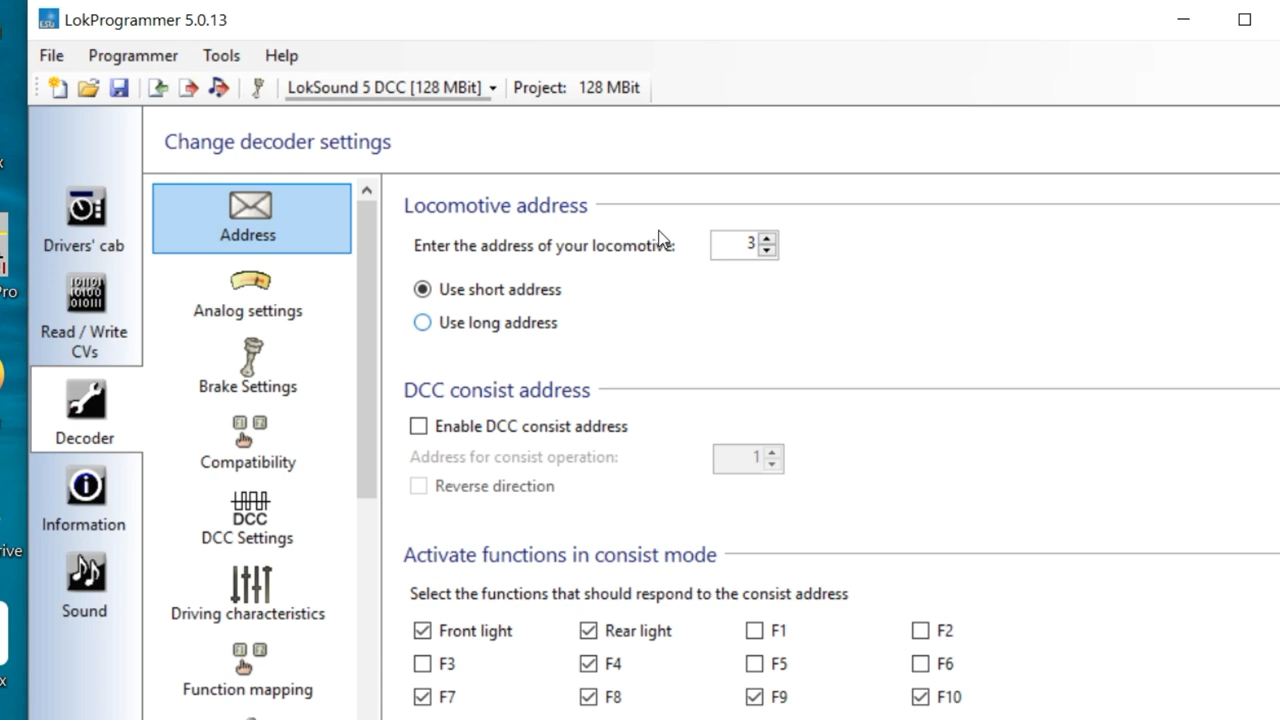 LokProgrammer 5.0.13
File Programmer Tools Help
LokSound 5 DCC [128 MBit] Project: 128 MBit
Change decoder settings
Drivers' cab
Read / Write
CVs
Decoder
Information
Sound
Address
Analog settings
Brake Settings
Compatibility
DCC
DCC Settings
Driving characteristics
Function mapping
Locomotive address
Enter the address of your locomotive: 3
Use short address
Use long address
DCC consist address
Enable DCC consist address
Address for consist operation: 1
Reverse direction
Activate functions in consist mode
Select the functions that should respond to the consist address
Front light Rear light F1 F2
F3 F4 F5 F6
F7 F8 F9 F10